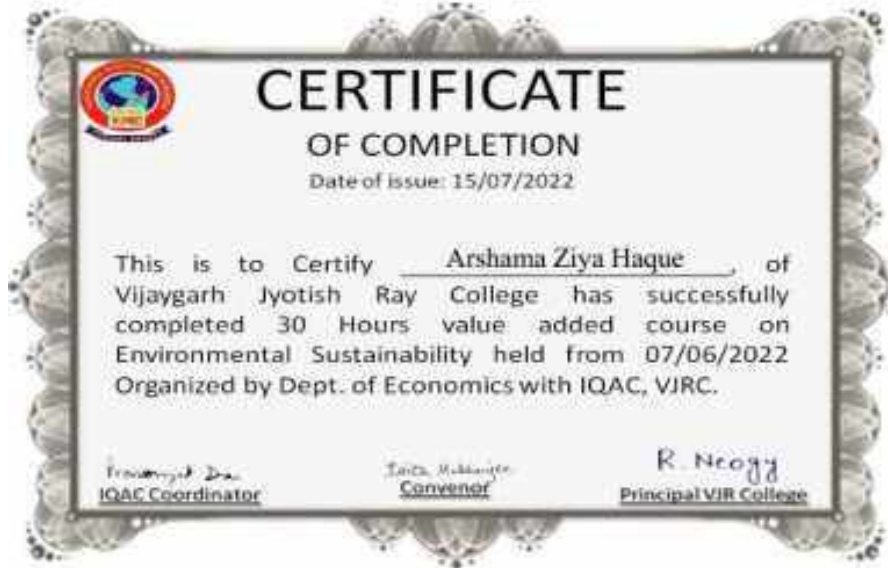 CERTIFICATE
OF COMPLETION
Date of issue: 15/07/2022
This is to Certify Arshama Ziya Haque, of
Vijaygarh Jyotish Ray College has successfully
completed 30 Hours value added course on
Environmental Sustainability held from 07/06/2022
Organized by Dept. of Economics with IQAC, VJRC.
R. Neogy
IQAC Coordinator
Convenor
Principal VJR College